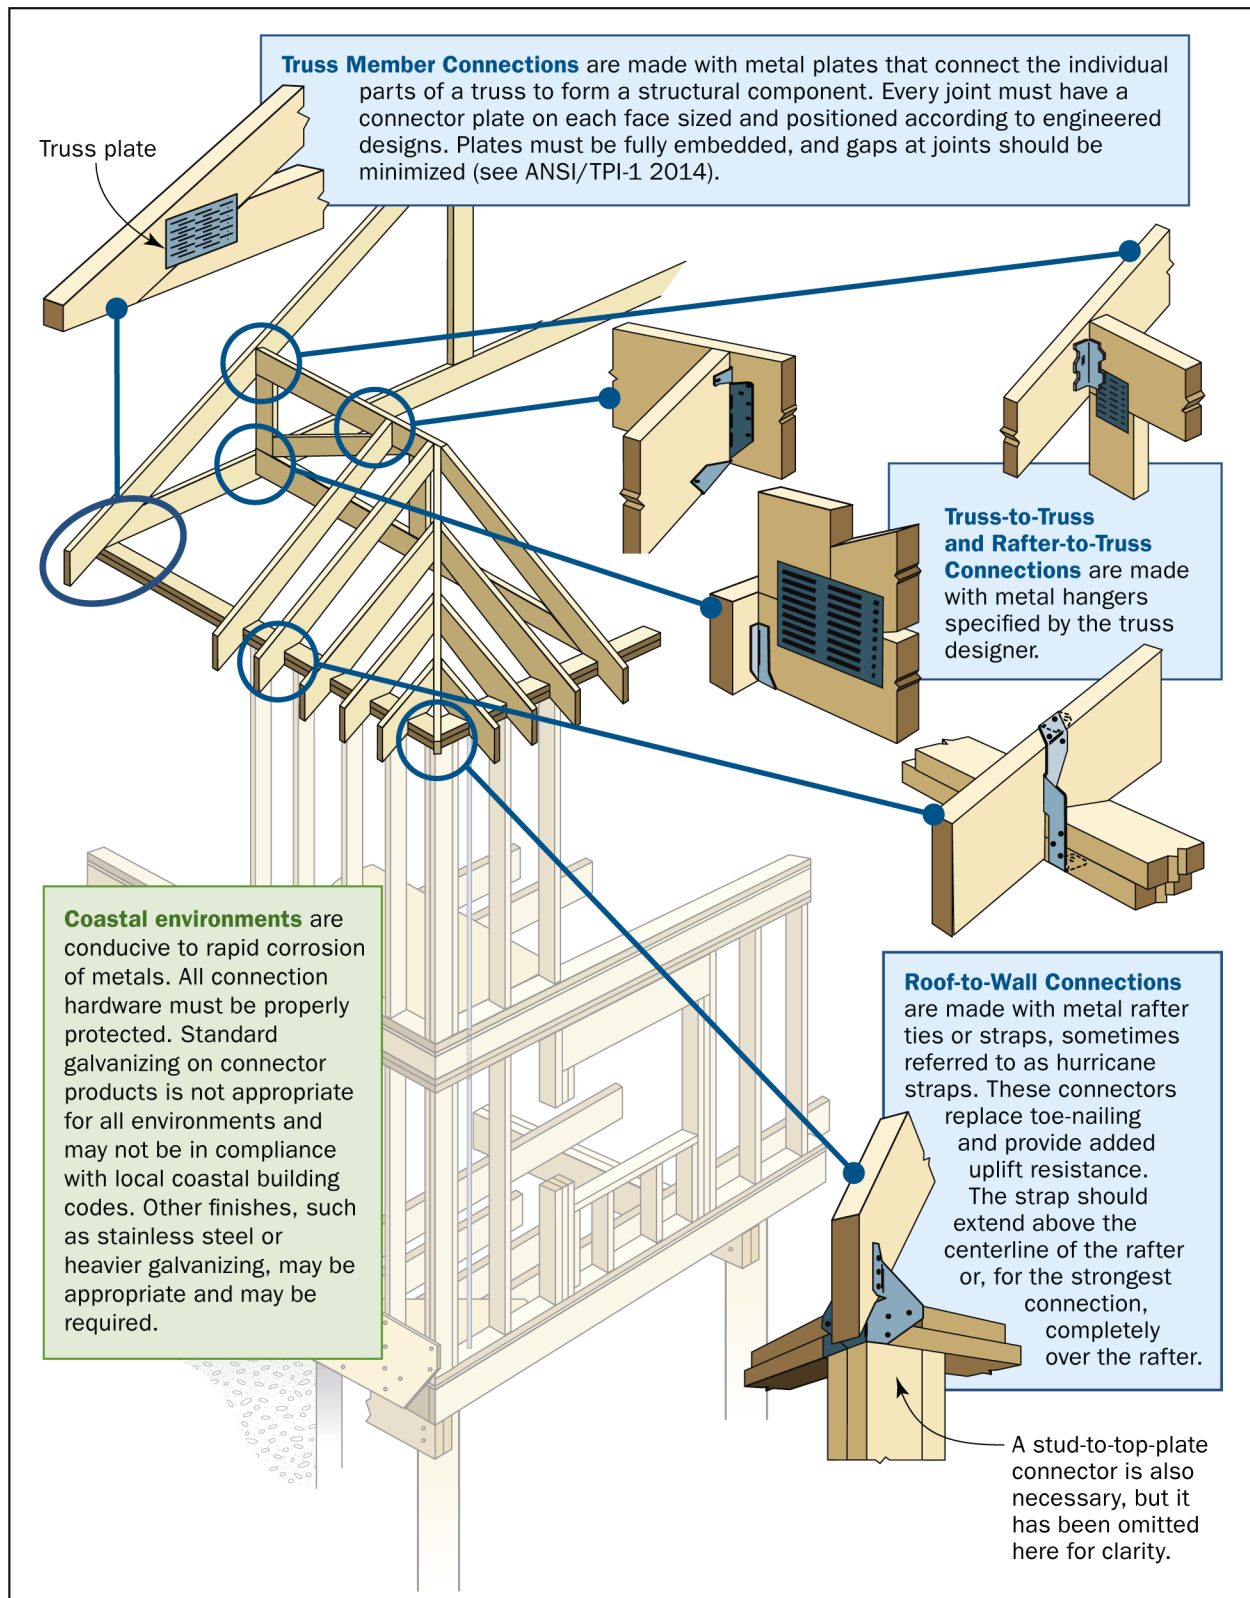 Truss Member Connections are made with metal plates that connect the individual
parts of a truss to form a structural component. Every joint must have a
connector plate on each face sized and positioned according to engineered
designs. Plates must be fully embedded, and gaps at joints should be
minimized (see ANSI/TPI-1 2014).
Truss plate
Truss-to-Truss
and Rafter-to-Truss
Connections are made
with metal hangers
specified by the truss
designer.
Coastal environments are
conducive to rapid corrosion
of metals. All connection
hardware must be properly
protected. Standard
galvanizing on connector
products is not appropriate
for all environments and
may not be in compliance
with local coastal building
codes. Other finishes, such
as stainless steel or
heavier galvanizing, may be
appropriate and may be
required.
Roof-to-Wall Connections
are made with metal rafter
ties or straps, sometimes
referred to as hurricane
straps. These connectors
replace toe-nailing
and provide added
uplift resistance.
The strap should
extend above the
centerline of the rafter
or, for the strongest
connection,
completely
over the rafter.
A stud-to-top-plate
connector is also
necessary, but it
has been omitted
here for clarity.